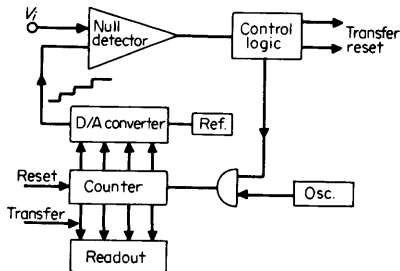 Vi
Null
detector
Control
logic
Transfer
reset
D/A converter
Ref.
Reset
Counter
Osc.
Transfer
Readout